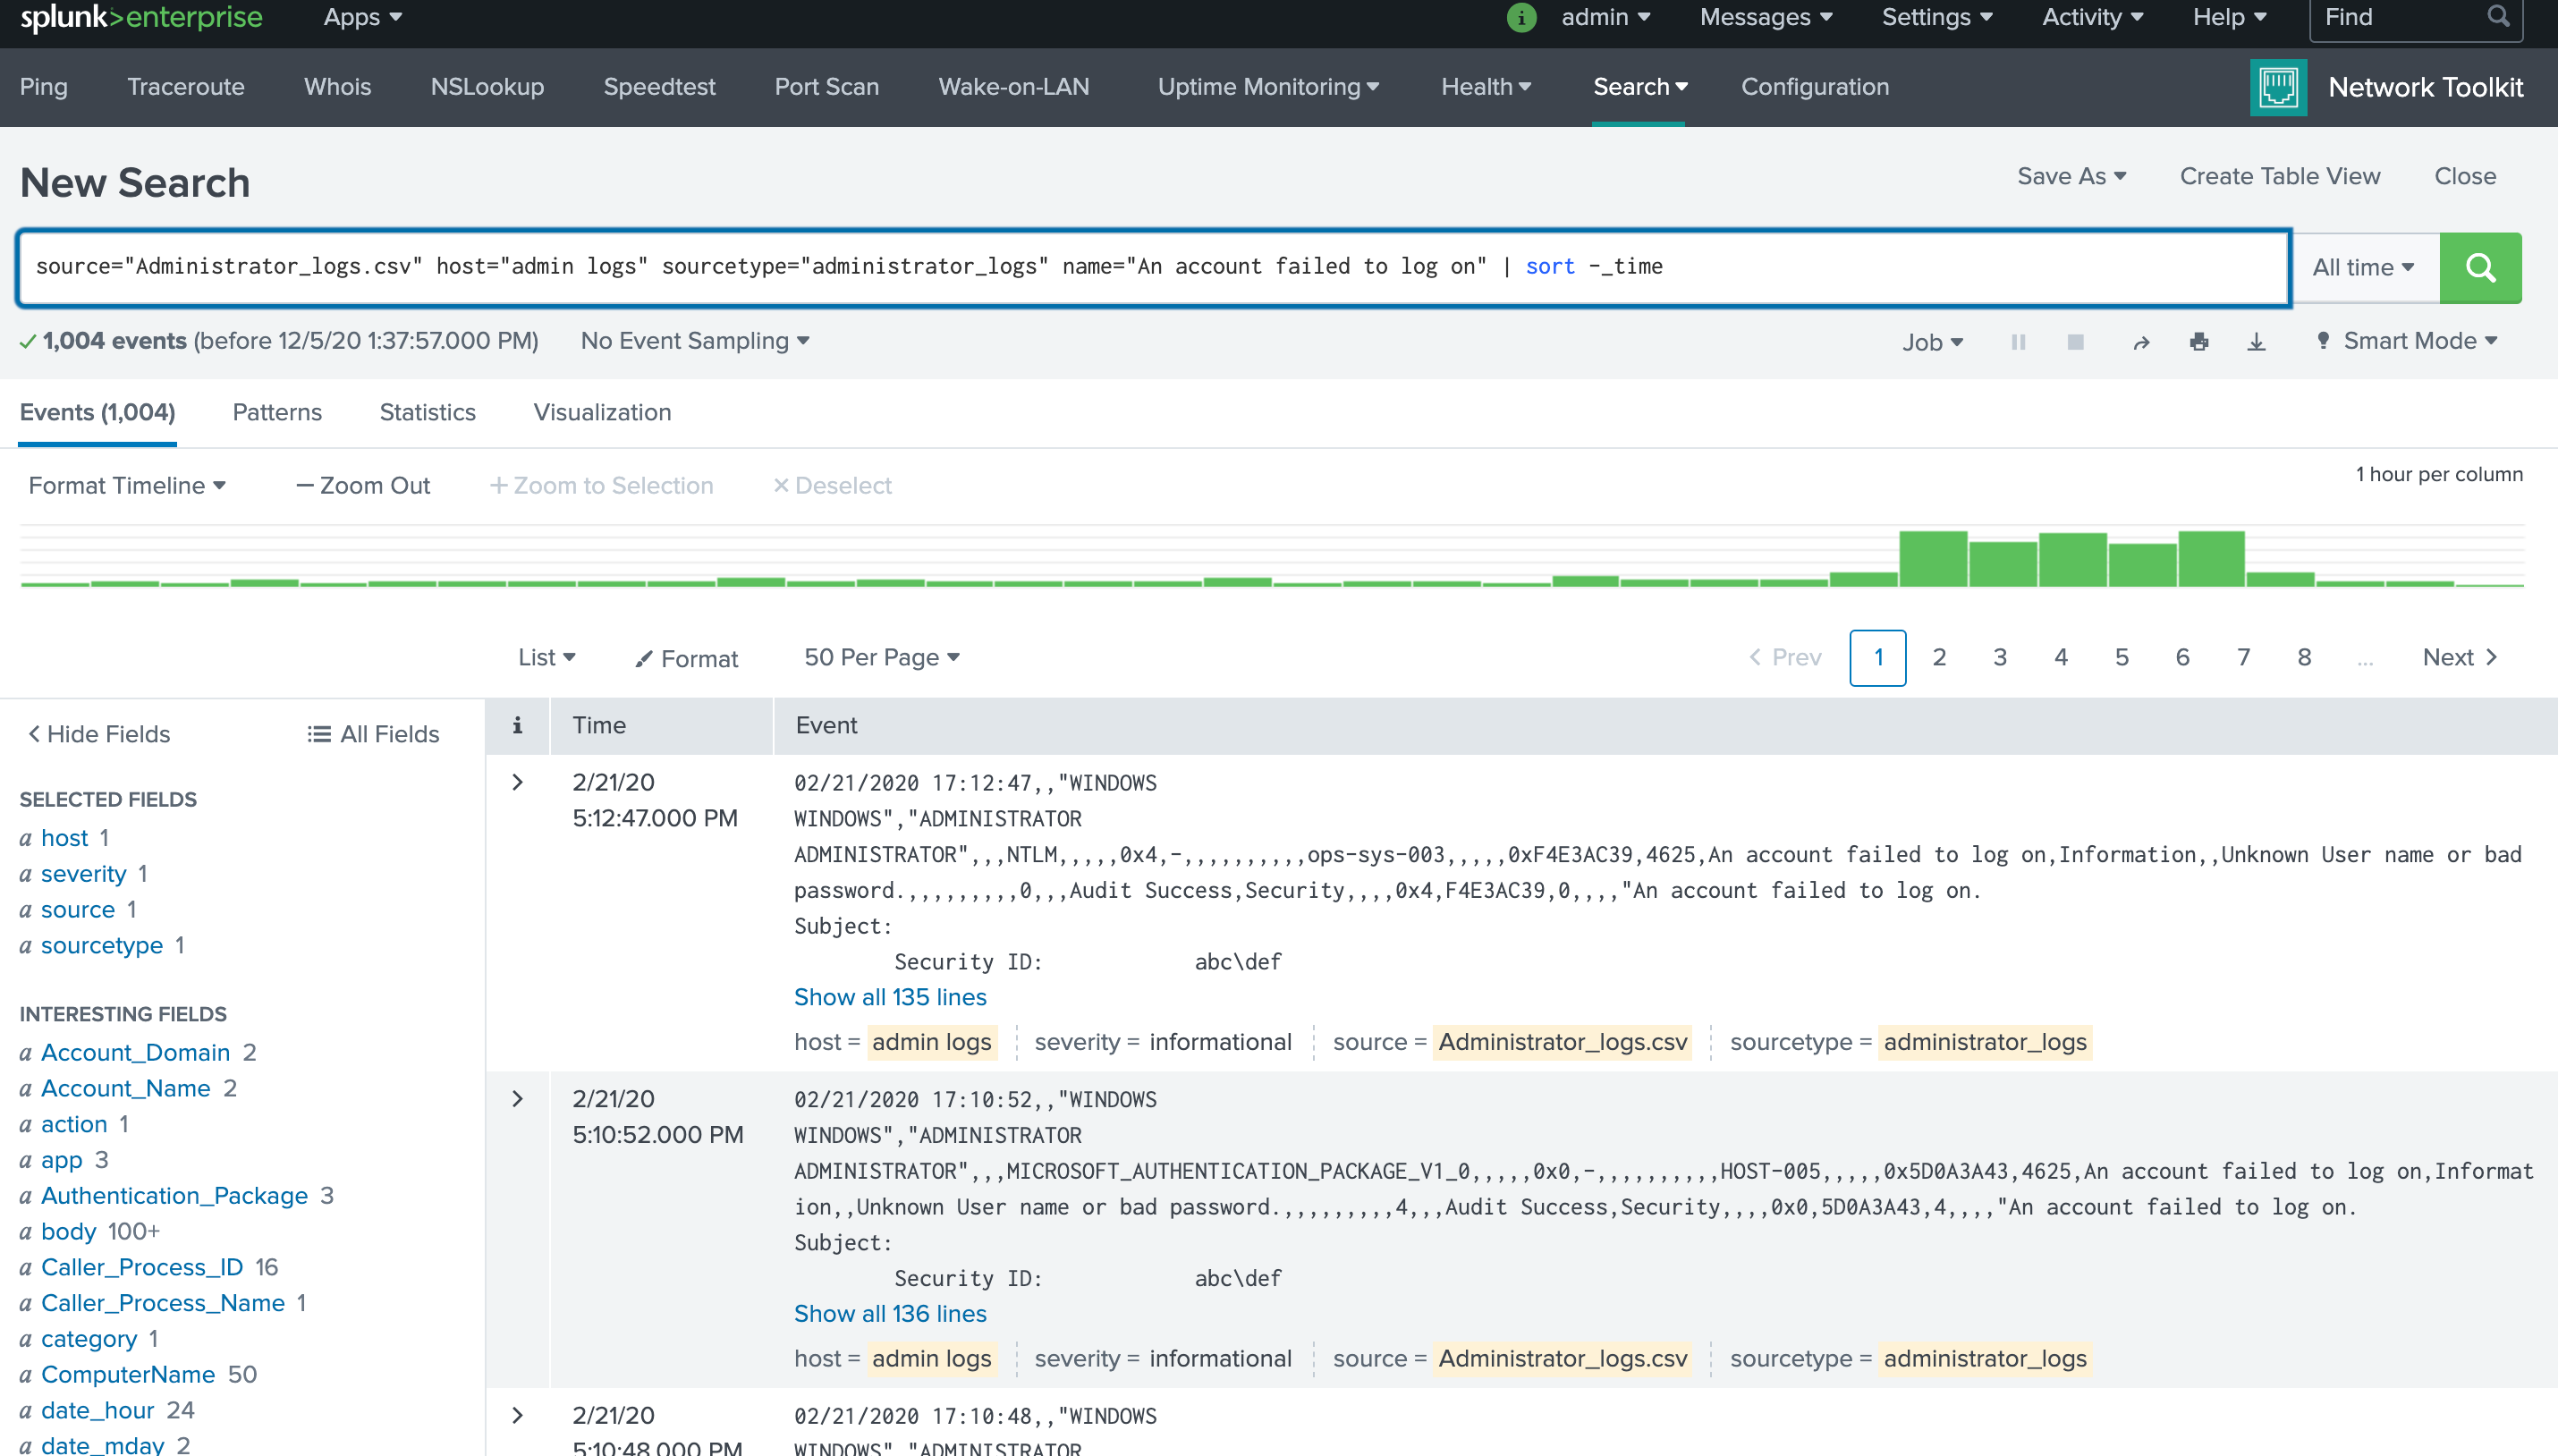 splunk>enterprise Apps admin Messages Settings Activity Help Find
Ping Traceroute Whois NSLookup Speedtest Port Scan Wake-on-LAN Uptime Monitoring Health Search Configuration Network Toolkit
New Search Save As Create Table View Close
source="Administrator_logs.csv" host="admin logs" sourcetype="administrator_logs" name="An account failed to log on" | sort -_time All time
1,004 events (before 12/5/20 1:37:57.000 PM) No Event Sampling Job Smart Mode
Events (1,004) Patterns Statistics Visualization
Format Timeline — Zoom Out + Zoom to Selection × Deselect 1 hour per column
List Format 50 Per Page < Prev 1 2 3 4 5 6 7 8 ... Next >
< Hide Fields All Fields
SELECTED FIELDS
a host 1
a severity 1
a source 1
a sourcetype 1
INTERESTING FIELDS
a Account_Domain 2
a Account_Name 2
a action 1
a app 3
a Authentication_Package 3
a body 100+
a Caller_Process_ID 16
a Caller_Process_Name 1
a category 1
a ComputerName 50
a date_hour 24
a date_mday 2
i Time Event
2/21/20
5:12:47.000 PM
02/21/2020 17:12:47,,"WINDOWS
WINDOWS","ADMINISTRATOR
ADMINISTRATOR",,,NTLM,,,,,0x4,-,,,,,,,,,,ops-sys-003,,,,,0xF4E3AC39,4625,An account failed to log on,Information,,Unknown User name or bad
password.,,,,,,,,,,0,,,Audit Success,Security,,,,0x4,F4E3AC39,0,,,,"An account failed to log on.
Subject:
Security ID: abc\def
Show all 135 lines
host = admin logs severity = informational source = Administrator_logs.csv sourcetype = administrator_logs
2/21/20
5:10:52.000 PM
02/21/2020 17:10:52,,"WINDOWS
WINDOWS","ADMINISTRATOR
ADMINISTRATOR",,,MICROSOFT_AUTHENTICATION_PACKAGE_V1_0,,,,,0x0,-,,,,,,,,,,HOST-005,,,,,0x5D0A3A43,4625,An account failed to log on,Informat
ion,,Unknown User name or bad password.,,,,,,,,,,4,,,Audit Success,Security,,,,0x0,5D0A3A43,4,,,,"An account failed to log on.
Subject:
Security ID: abc\def
Show all 136 lines
host = admin logs severity = informational source = Administrator_logs.csv sourcetype = administrator_logs
2/21/20
5:10:48.000 PM
02/21/2020 17:10:48,,"WINDOWS
WINDOWS","ADMINISTRATOR